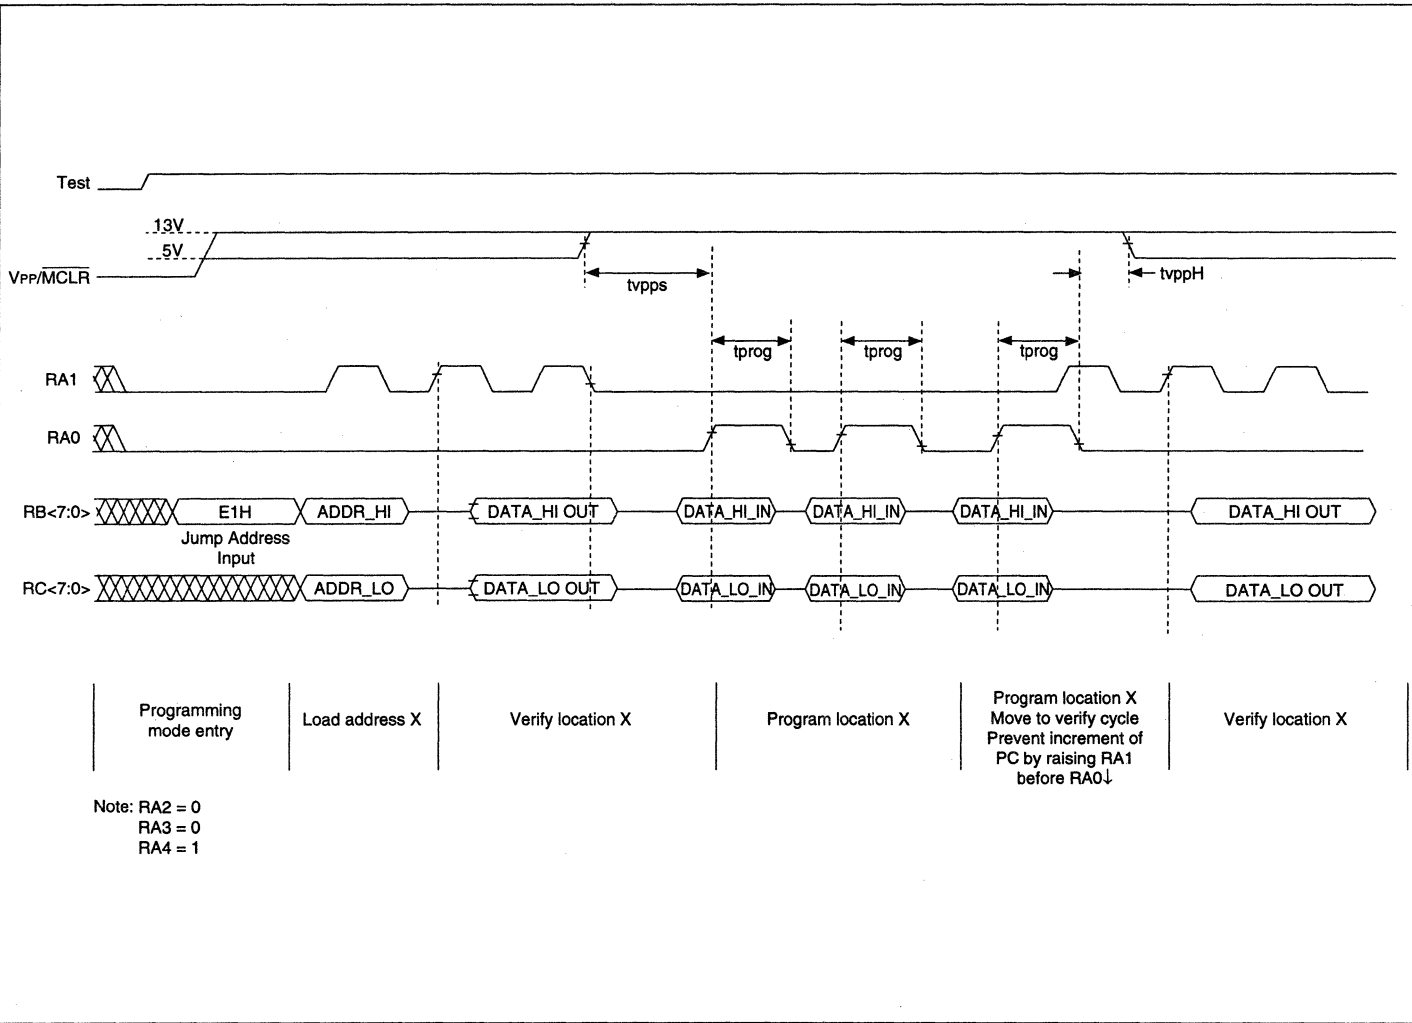 Test
13V
5V
VPP/MCLR
tvpps
tvppH
tprog
tprog
tprog
RA1
RA0
RB<7:0>
E1H
ADDR_HI
DATA_HI OUT
DATA_HI_IN
DATA_HI_IN
DATA_HI_IN
DATA_HI OUT
Jump Address
Input
RC<7:0>
ADDR_LO
DATA_LO OUT
DATA_LO_IN
DATA_LO_IN
DATA_LO_IN
DATA_LO OUT
Programming
mode entry
Load address X
Verify location X
Program location X
Program location X
Move to verify cycle
Prevent increment of
PC by raising RA1
before RA0↓
Verify location X
Note: RA2 = 0
RA3 = 0
RA4 = 1